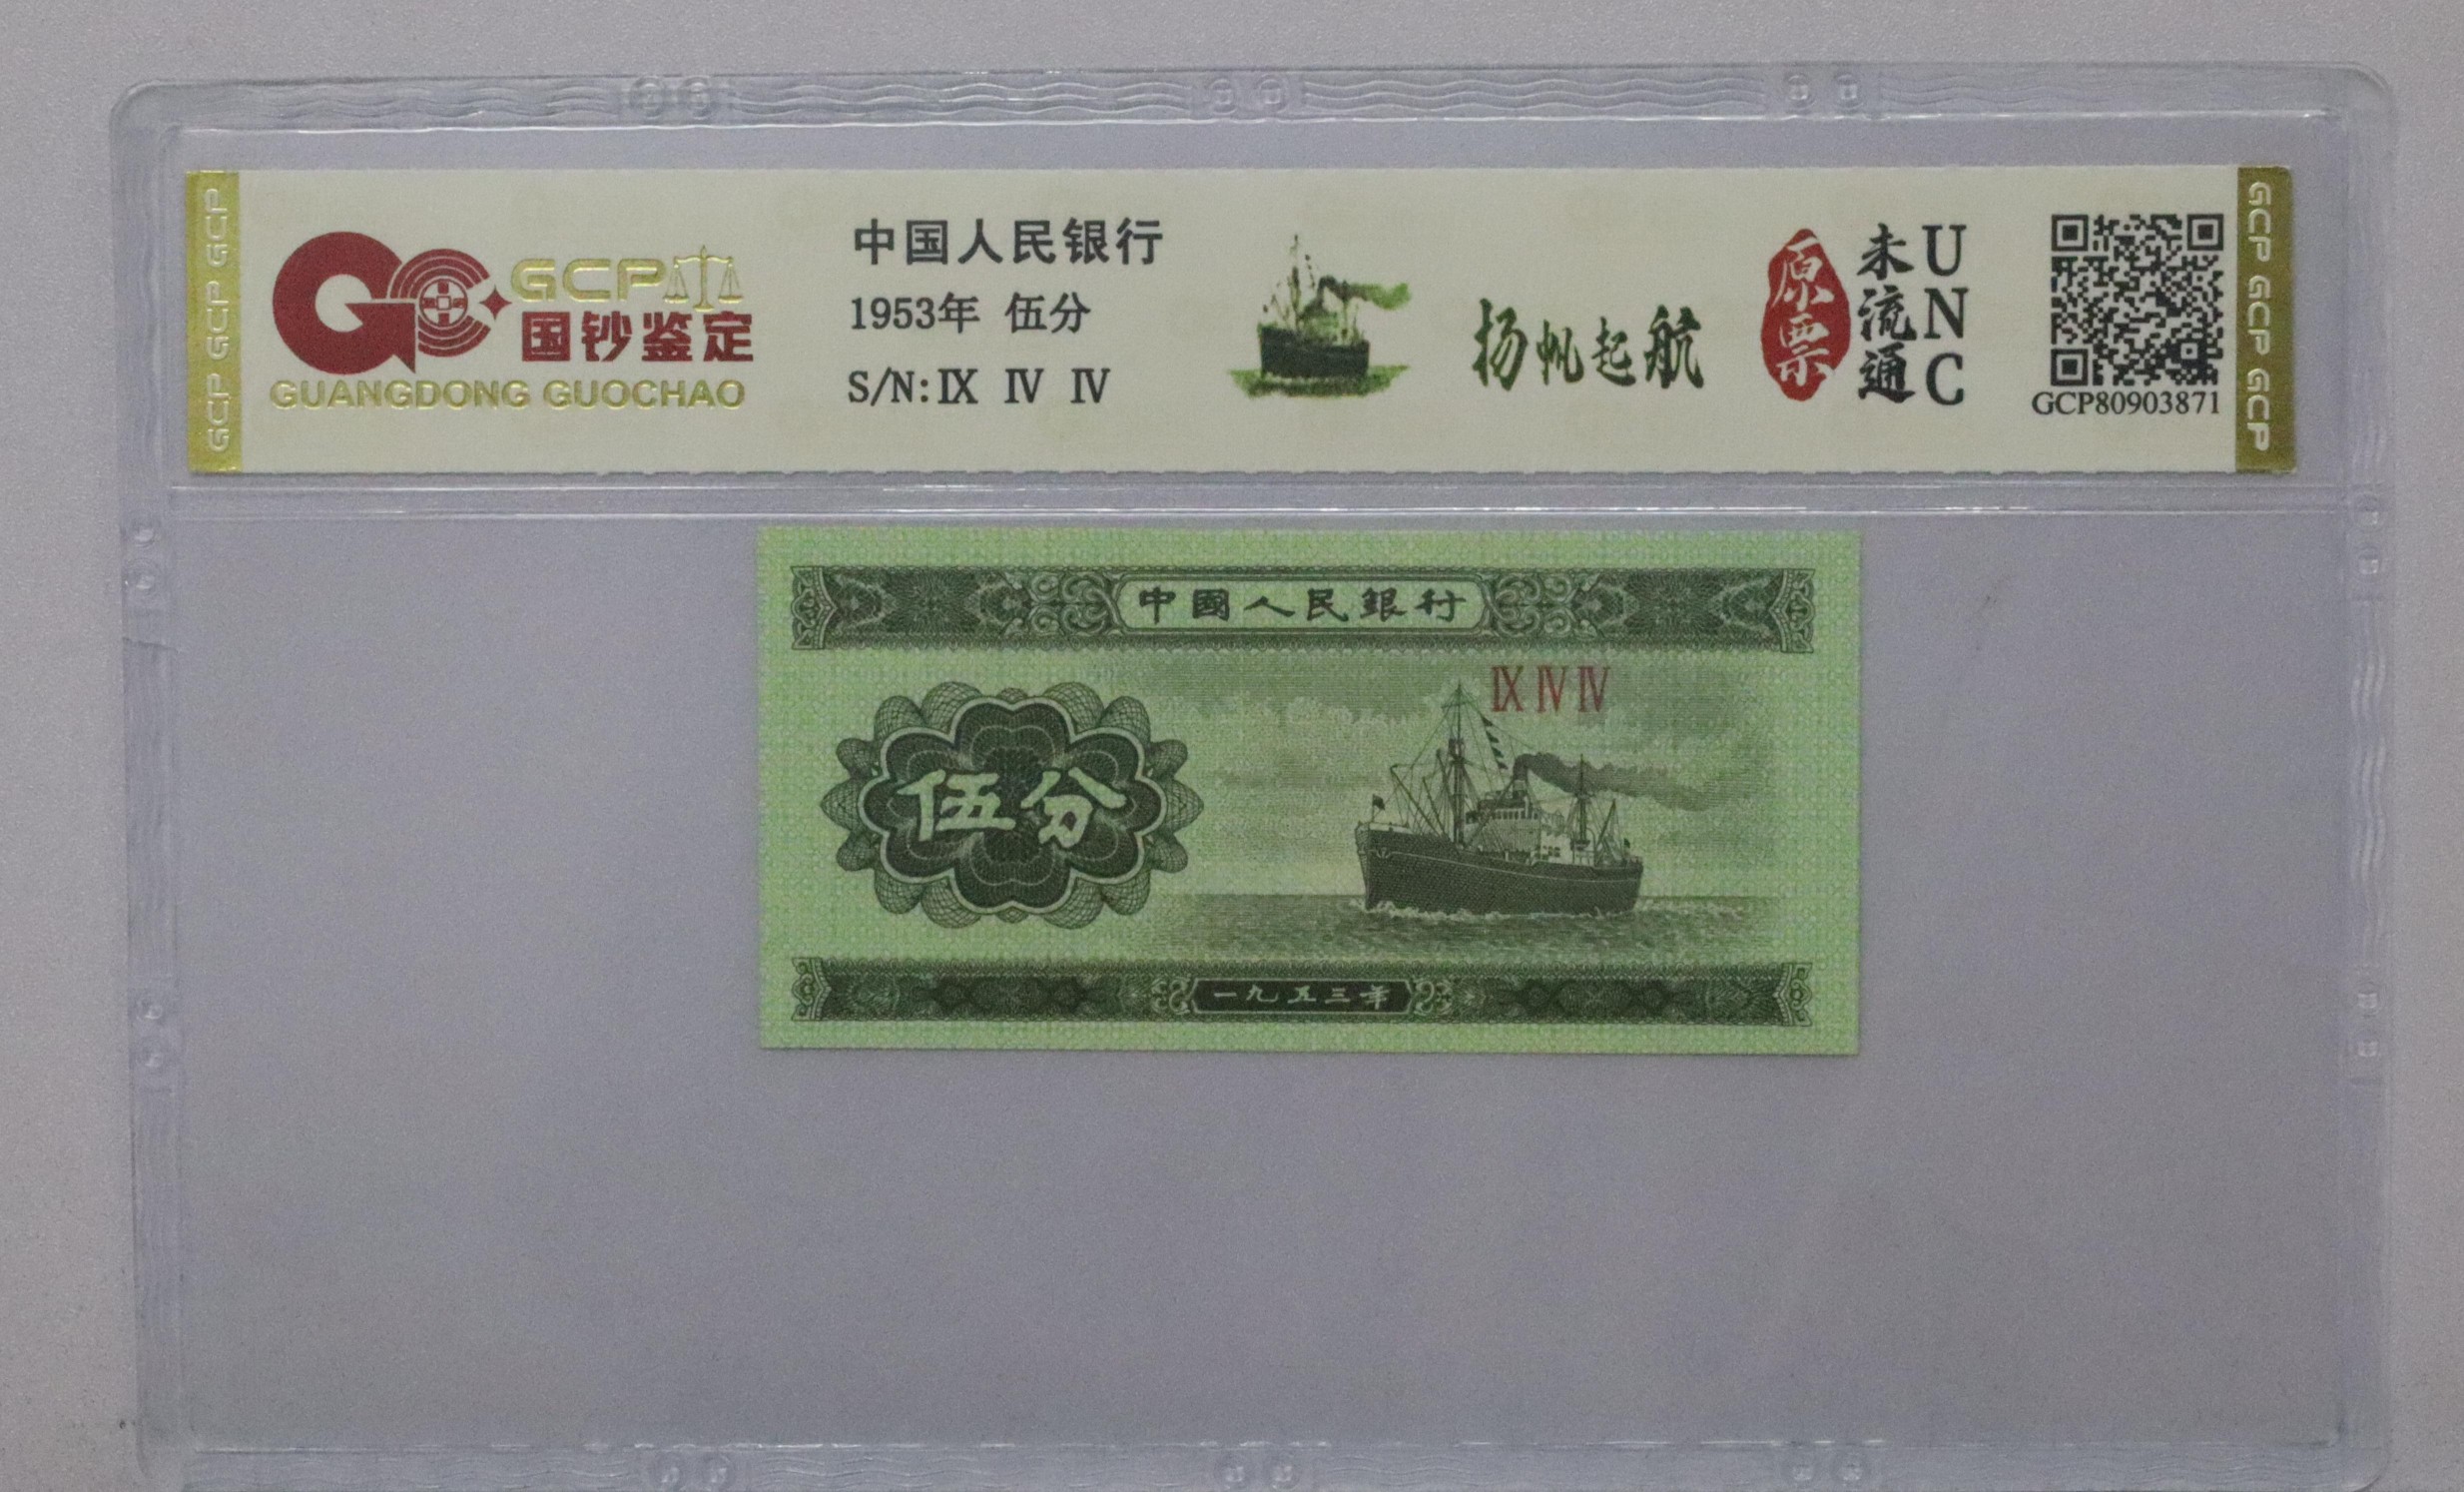 GCP GCP GCP
GCP
国钞鉴定
GUANGDONG GUOCHAO
中国人民银行
1953年 伍分
S/N:Ⅸ Ⅳ Ⅳ
扬帆起航
原票
未流通
UNC
GCP80903871
GCP GCP GCP
中國人民銀行
Ⅸ Ⅳ Ⅳ
伍分
一九五三年